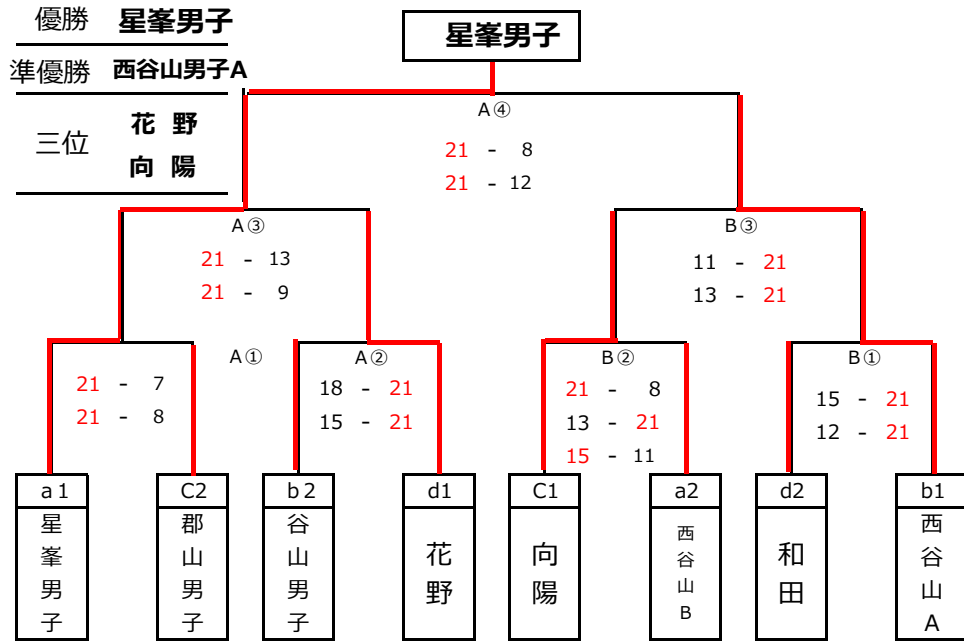 優勝 星峯男子
星峯男子
準優勝 西谷山男子A
三位 花 野
向 陽
A④
21 - 8
21 - 12
A③
21 - 13
21 - 9
B③
11 - 21
13 - 21
A①
21 - 7
21 - 8
A②
18 - 21
15 - 21
B②
21 - 8
13 - 21
15 - 11
B①
15 - 21
12 - 21
a1
星峯男子
C2
郡山男子
b2
谷山男子
d1
花野
C1
向陽
a2
西谷山B
d2
和田
b1
西谷山A